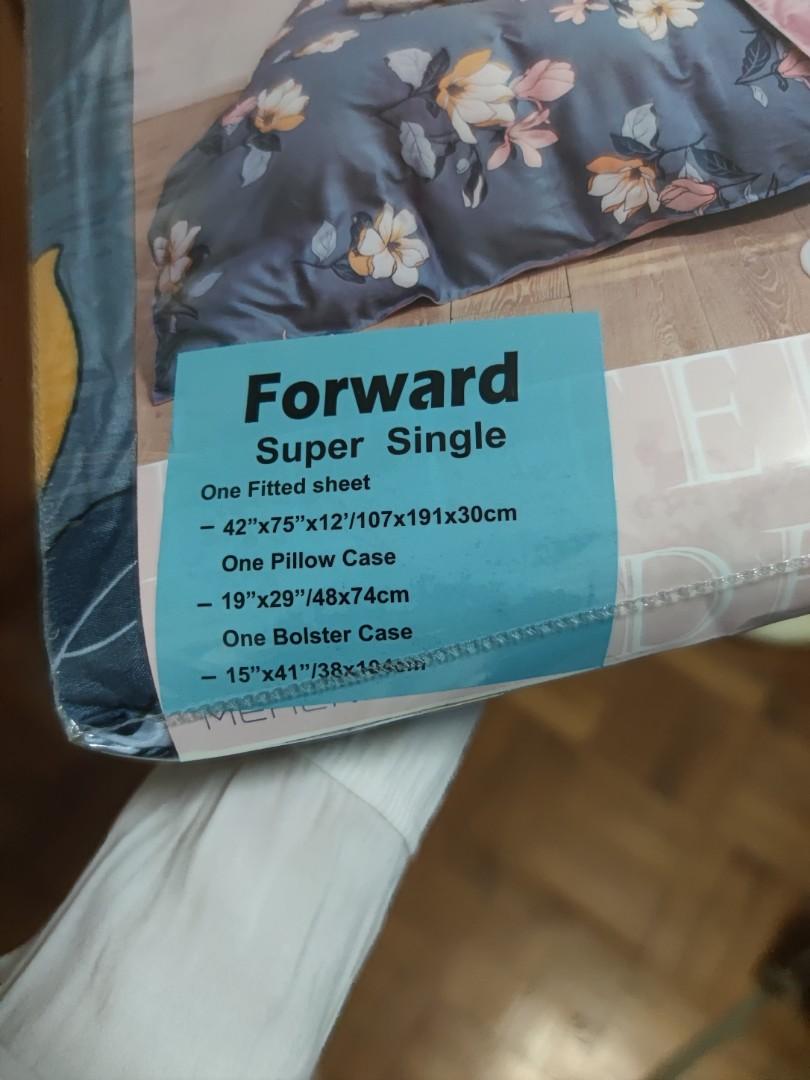 Forward
Super Single
One Fitted sheet
– 42"x75"x12'/107x191x30cm
One Pillow Case
– 19"x29"/48x74cm
One Bolster Case
– 15"x41"/38x104cm